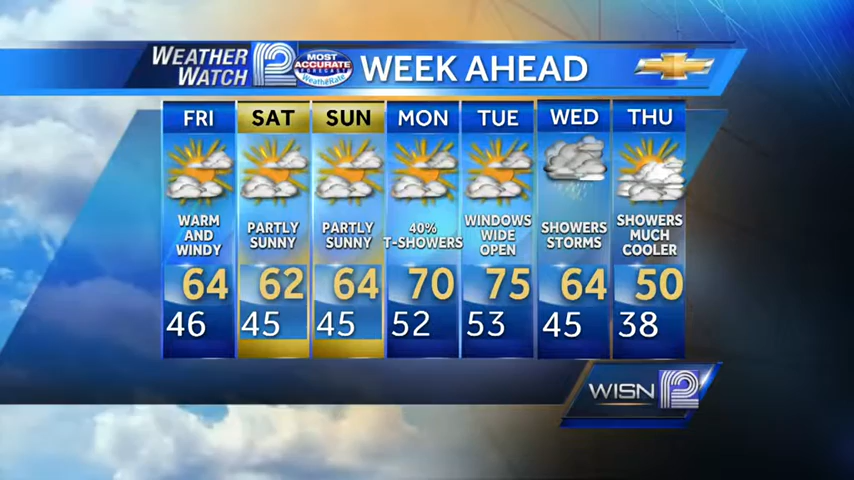 WEATHER
WATCH
12
MOST
ACCURATE
FORECAST
WeatheRate
WEEK AHEAD
FRI
WARM
AND
WINDY
64
46
SAT
PARTLY
SUNNY
62
45
SUN
PARTLY
SUNNY
64
45
MON
40%
T-SHOWERS
70
52
TUE
WINDOWS
WIDE
OPEN
75
53
WED
SHOWERS
STORMS
64
45
THU
SHOWERS
MUCH
COOLER
50
38
WISN 12